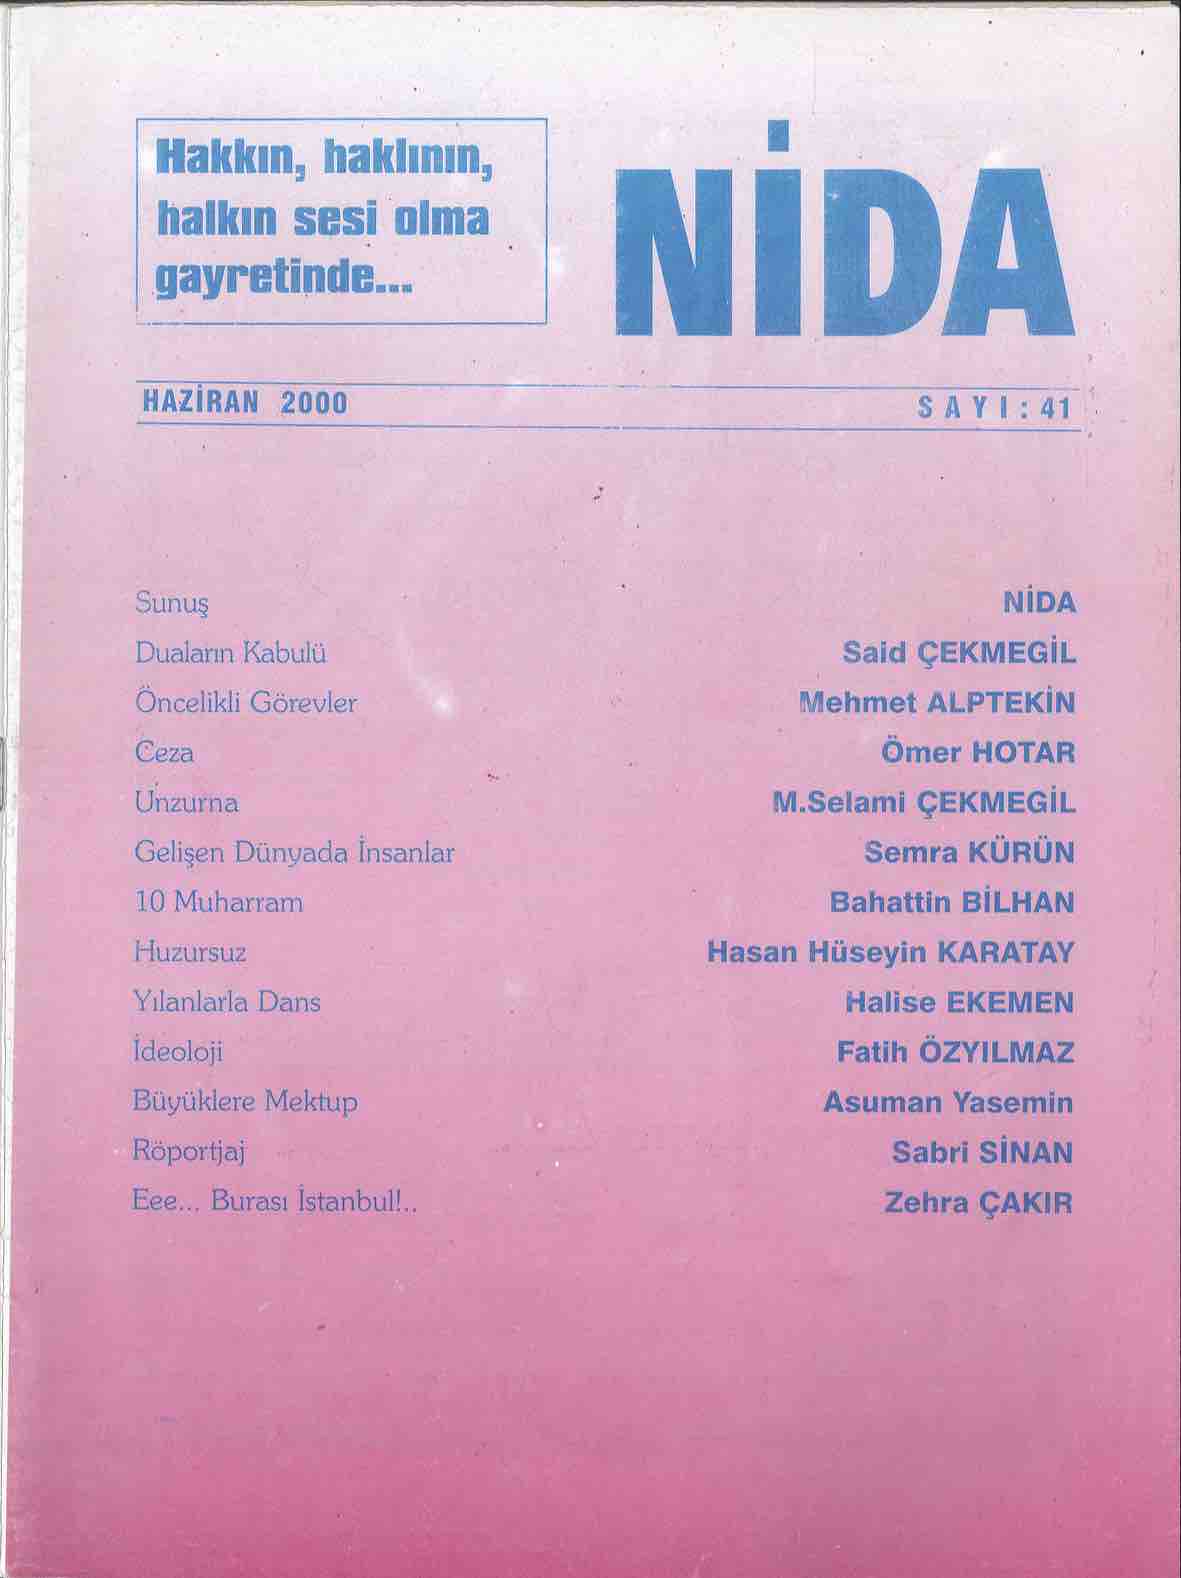 Hakkın, haklının,
halkın sesi olma
gayretinde...
NİDA
HAZİRAN 2000 SAYI:41
Sunuş NİDA
Duaların Kabulü Said ÇEKMEGİL
Öncelikli Görevler Mehmet ALPTEKİN
Ceza Ömer HOTAR
Unzurna M.Selami ÇEKMEGİL
Gelişen Dünyada İnsanlar Semra KÜRÜN
10 Muharram Bahattin BİLHAN
Huzursuz Hasan Hüseyin KARATAY
Yılanlarla Dans Halise EKEMEN
İdeoloji Fatih ÖZYILMAZ
Büyüklere Mektup Asuman Yasemin
Röportjaj Sabri SİNAN
Eee... Burası İstanbul!.. Zehra ÇAKIR